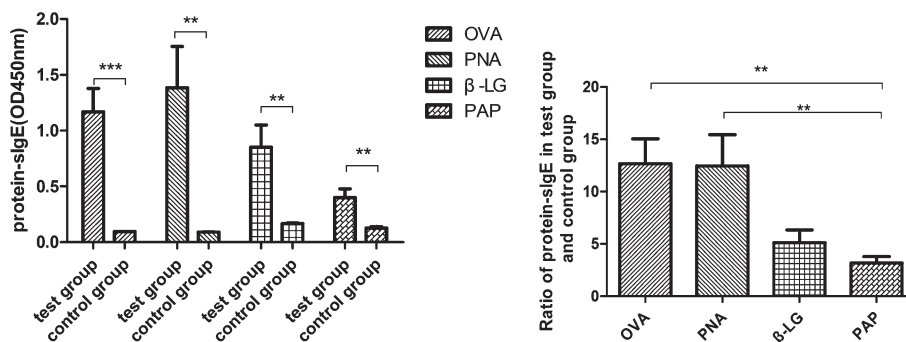 protein-sIgE(OD450nm)
2.0
1.5
1.0
0.5
0.0
***
**
**
**
test group
control group
test group
control group
test group
control group
test group
control group
OVA
PNA
β-LG
PAP
Ratio of protein-sIgE in test group
and control group
20
15
10
5
0
**
**
OVA
PNA
β-LG
PAP